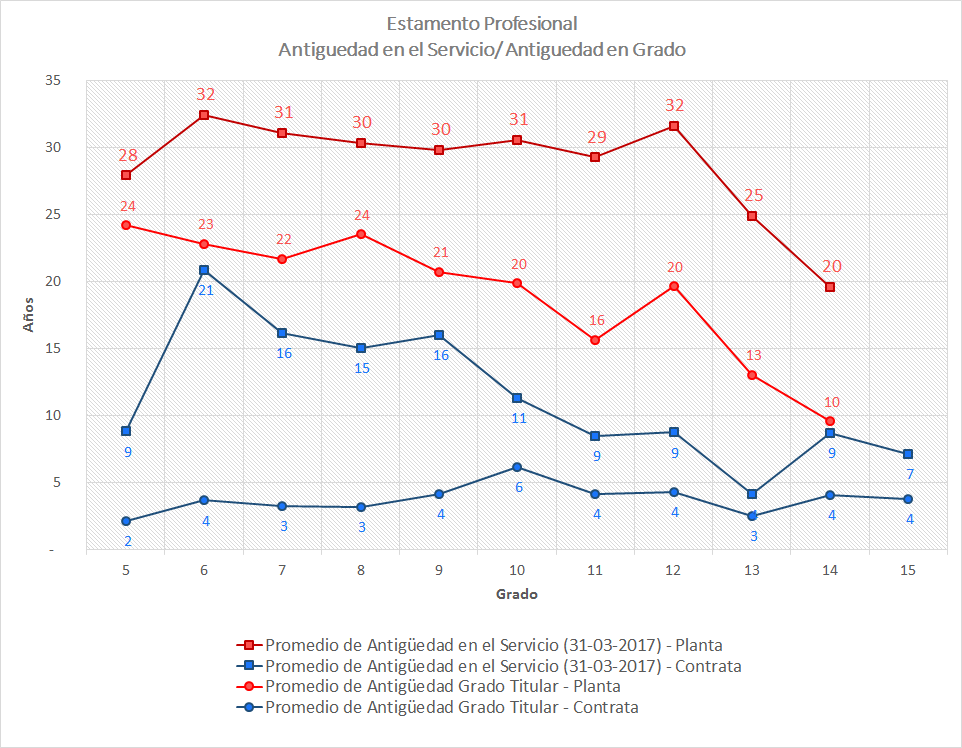 Estamento Profesional
Antiguedad en el Servicio/Antiguedad en Grado
35
30
25
20
15
10
5
-
Años
28 32 31 30 30 31 29 32 25 20
24 23 22 24 21 20 16 20 13 10
9 21 16 15 16 11 9 9 9 7
2 4 3 3 4 6 4 4 3 4 4
5 6 7 8 9 10 11 12 13 14 15
Grado
Promedio de Antigüedad en el Servicio (31-03-2017) - Planta
Promedio de Antigüedad en el Servicio (31-03-2017) - Contrata
Promedio de Antigüedad Grado Titular - Planta
Promedio de Antigüedad Grado Titular - Contrata